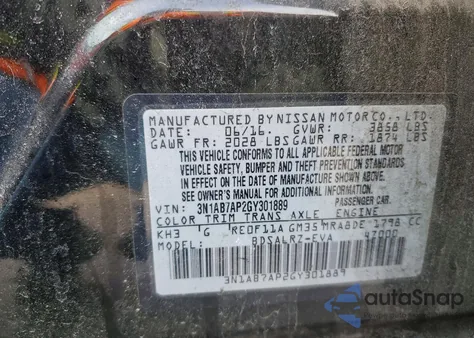 MANUFACTURED BY NISSAN MOTOR CO., LTD.
DATE: 06/16. GVWR: 3858 LBS
GAWR FR: 2028 LBS GAWR RR: 1874 LBS
THIS VEHICLE CONFORMS TO ALL APPLICABLE FEDERAL MOTOR
VEHICLE SAFETY, BUMPER AND THEFT PREVENTION STANDARDS
IN EFFECT ON THE DATE OF MANUFACTURE SHOWN ABOVE.
SEE OWNER'S MANUAL FOR ADDITIONAL INFORMATION.
VIN: 3N1AB7AP2GY301889 PASSENGER CAR.
COLOR TRIM TRANS AXLE ENGINE
KH3 G RE0F11A GM35 MRA8DE 1798 CC
MODEL: BDSALRZ-EVA
3N1AB7AP2GY301889
autoSnap